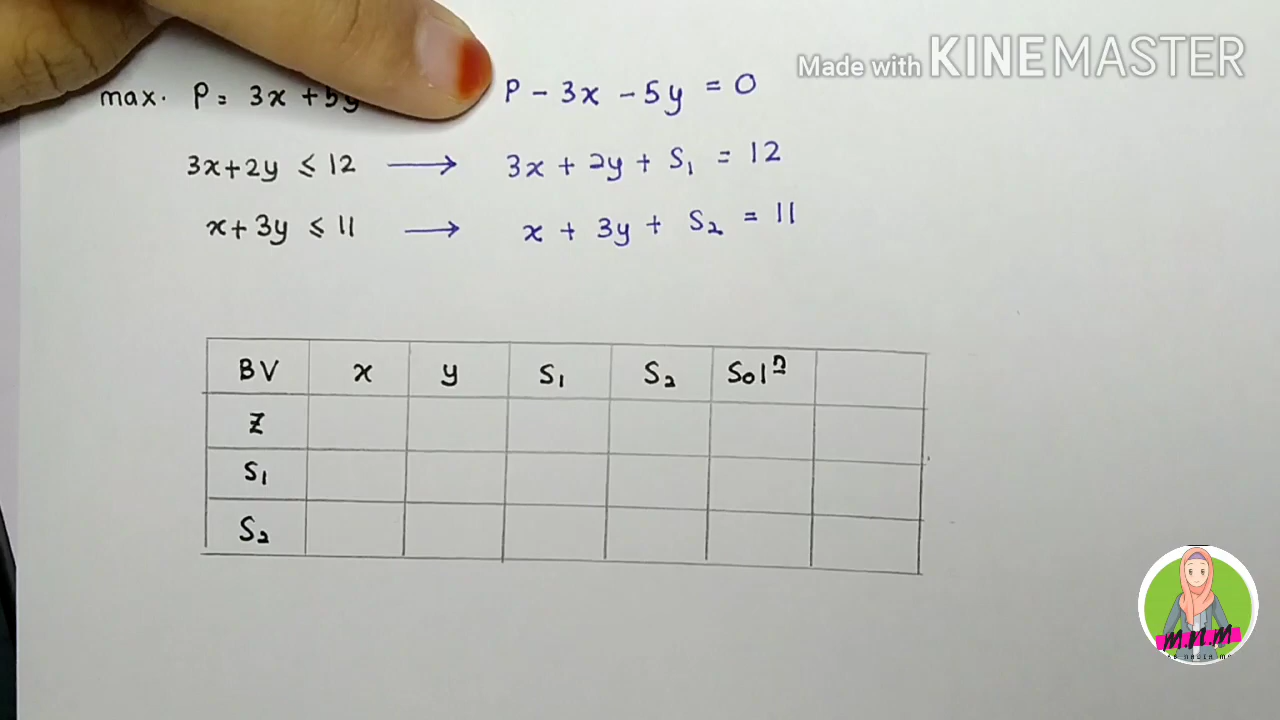 Made with KINEMASTER
max. P = 3x + 5y
P - 3x - 5y = 0
3x + 2y ≤ 12 → 3x + 2y + S₁ = 12
x + 3y ≤ 11 → x + 3y + S₂ = 11
BV x y S₁ S₂ Solⁿ
Z
S₁
S₂
M.N.M